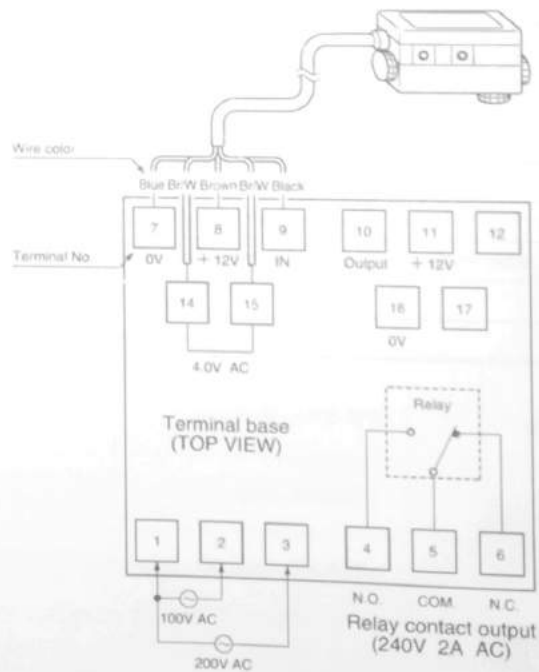 Wire color
Blue Br/W Brown Br/W Black
7 8 9 10 11 12
Terminal No.
0V +12V IN Output +12V
14 15 16 17
0V
4.0V AC
Relay
Terminal base
(TOP VIEW)
1 2 3 4 5 6
N.O. COM. N.C.
100V AC
Relay contact output
(240V 2A AC)
200V AC